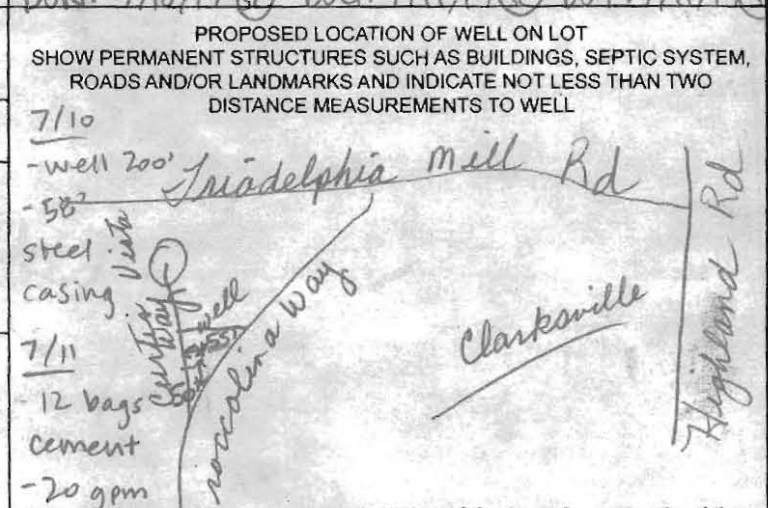 PROPOSED LOCATION OF WELL ON LOT
SHOW PERMANENT STRUCTURES SUCH AS BUILDINGS, SEPTIC SYSTEM,
ROADS AND/OR LANDMARKS AND INDICATE NOT LESS THAN TWO
DISTANCE MEASUREMENTS TO WELL
7/10
-well 200'
Triadelphia Mill Rd
-58'
steel
casing
Vista
Way
well
Way
Clarksville
Highland Rd
7/11
12 bags
cement
-20 gpm